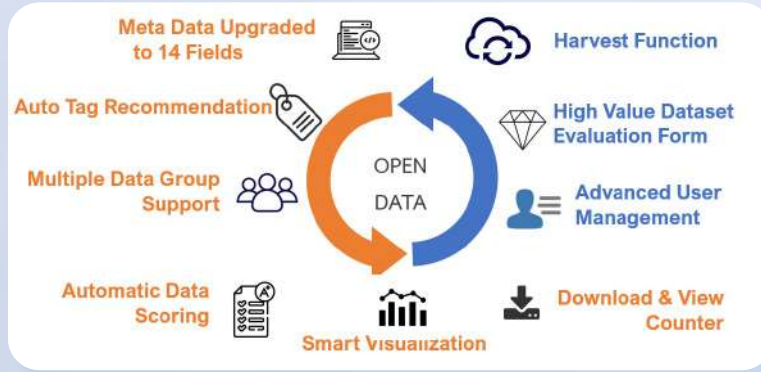 Meta Data Upgraded
to 14 Fields
Harvest Function
Auto Tag Recommendation
High Value Dataset
Evaluation Form
OPEN
DATA
Multiple Data Group
Support
Advanced User
Management
Automatic Data
Scoring
Download & View
Counter
Smart Visualization